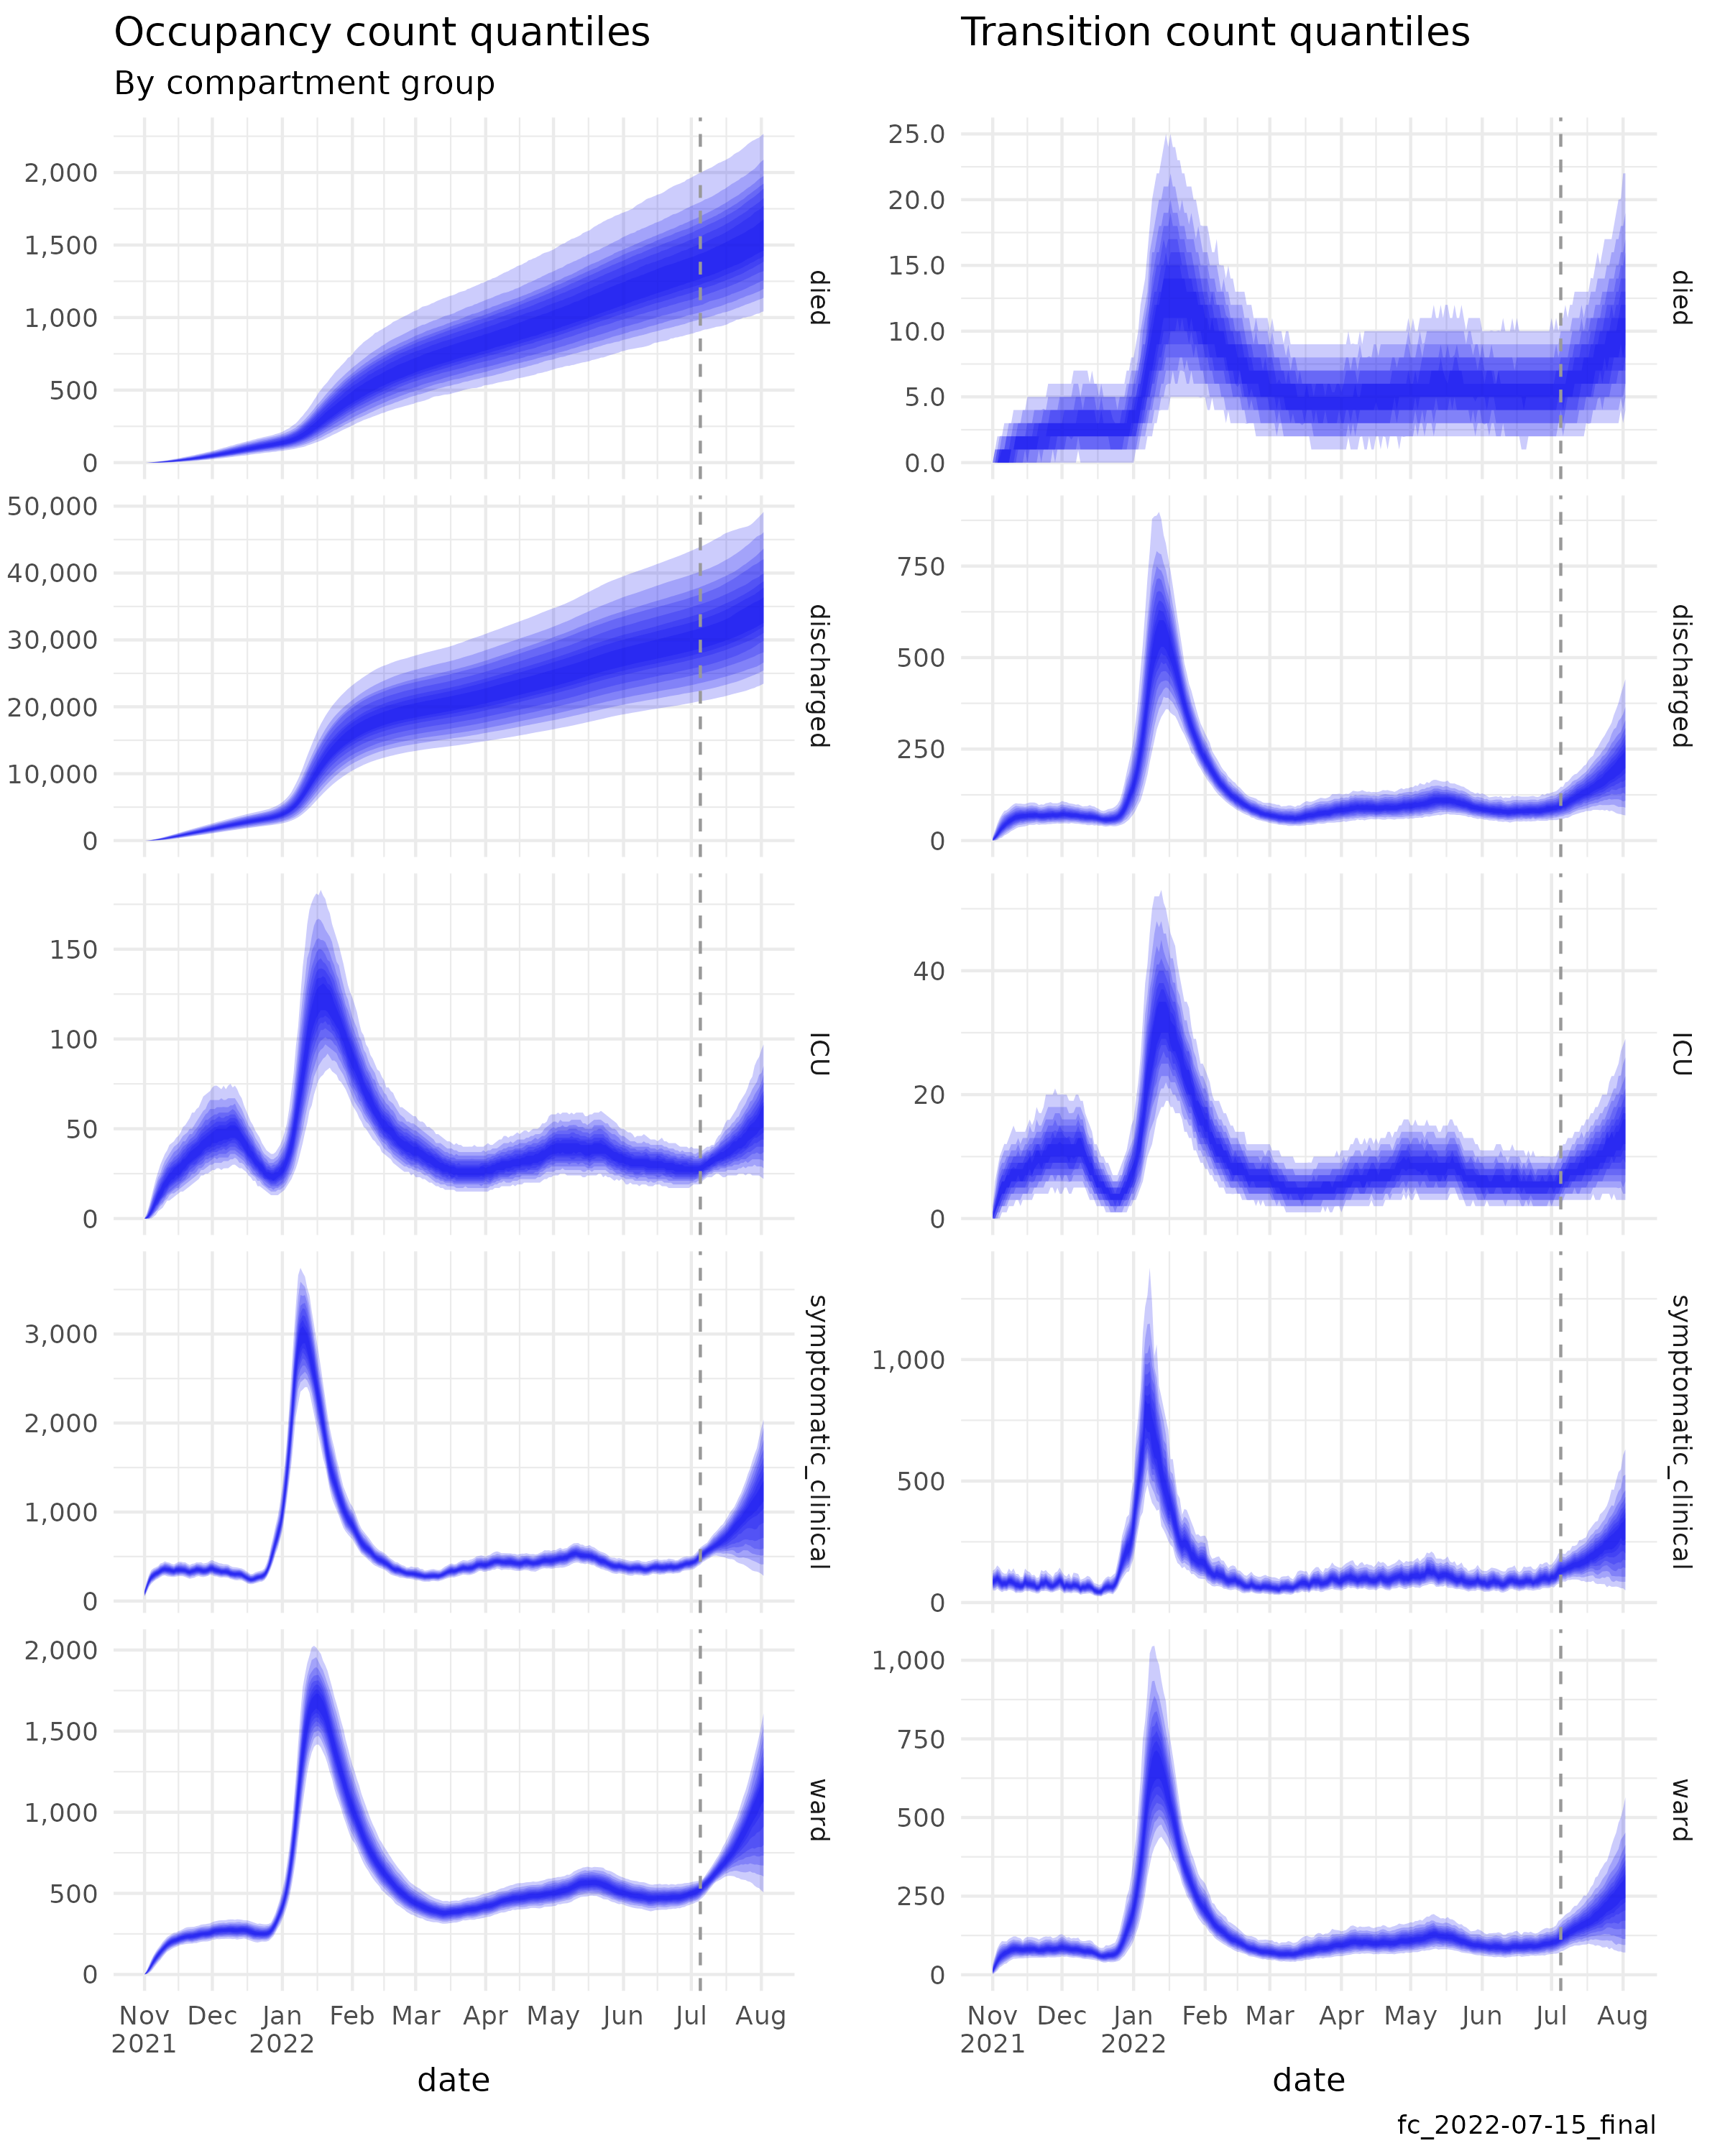 Occupancy count quantiles
By compartment group
2,000
1,500
1,000
500
0
died
50,000
40,000
30,000
20,000
10,000
0
discharged
150
100
50
0
ICU
3,000
2,000
1,000
0
symptomatic_clinical
2,000
1,500
1,000
500
0
ward
Nov Dec Jan Feb Mar Apr May Jun Jul Aug
2021 2022
date
Transition count quantiles
25.0
20.0
15.0
10.0
5.0
0.0
died
750
500
250
0
discharged
40
20
0
ICU
1,000
500
0
symptomatic_clinical
1,000
750
500
250
0
ward
Nov Dec Jan Feb Mar Apr May Jun Jul Aug
2021 2022
date
fc_2022-07-15_final